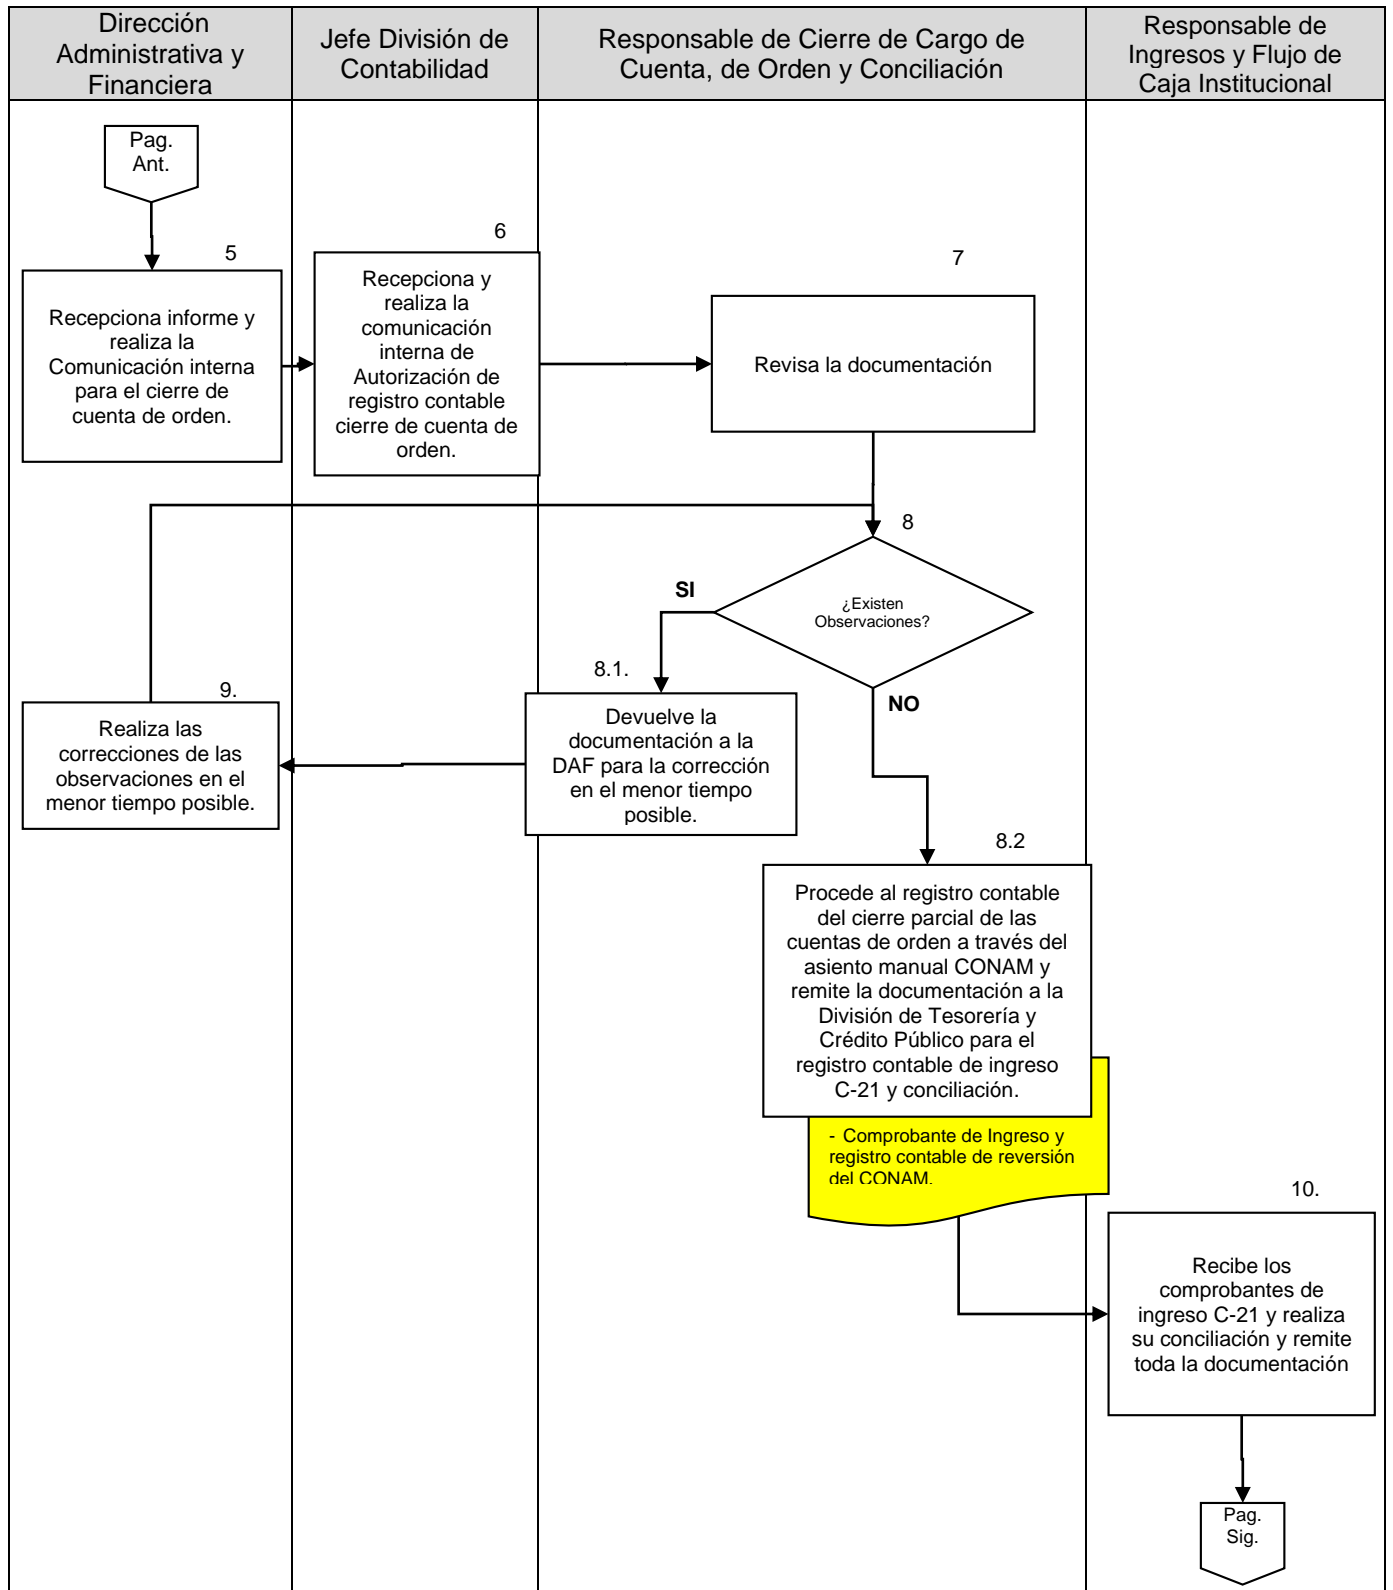 Dirección
Administrativa y
Financiera
Jefe División de
Contabilidad
Responsable de Cierre de Cargo de
Cuenta, de Orden y Conciliación
Responsable de
Ingresos y Flujo de
Caja Institucional
Pag.
Ant.
5
Recepciona informe y
realiza la
Comunicación interna
para el cierre de
cuenta de orden.
6
Recepciona y
realiza la
comunicación
interna de
Autorización de
registro contable
cierre de cuenta de
orden.
7
Revisa la documentación
8
¿Existen
Observaciones?
SI
NO
8.1.
Devuelve la
documentación a la
DAF para la corrección
en el menor tiempo
posible.
9.
Realiza las
correcciones de las
observaciones en el
menor tiempo posible.
8.2
Procede al registro contable
del cierre parcial de las
cuentas de orden a través del
asiento manual CONAM y
remite la documentación a la
División de Tesorería y
Crédito Público para el
registro contable de ingreso
C-21 y conciliación.
- Comprobante de Ingreso y
registro contable de reversión
del CONAM.
10.
Recibe los
comprobantes de
ingreso C-21 y realiza
su conciliación y remite
toda la documentación
Pag.
Sig.